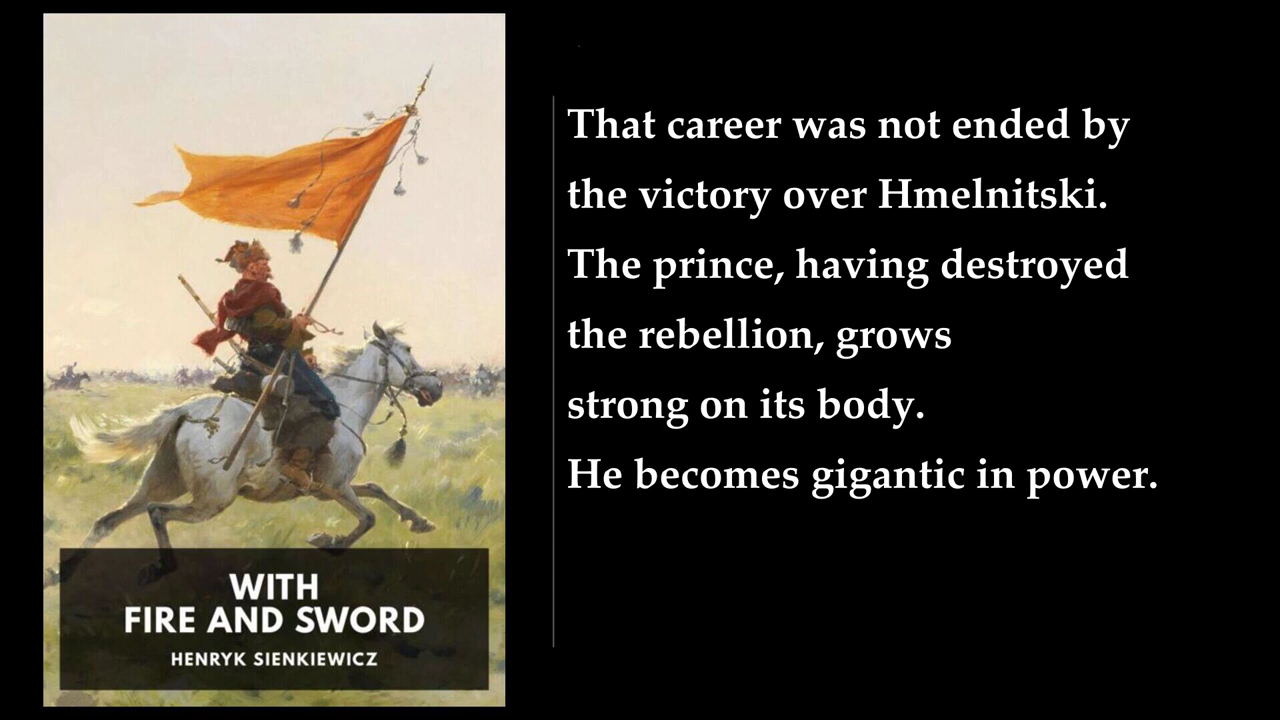 That career was not ended by
the victory over Hmelnitski.
The prince, having destroyed
the rebellion, grows
strong on its body.
He becomes gigantic in power.
WITH
FIRE AND SWORD
HENRYK SIENKIEWICZ